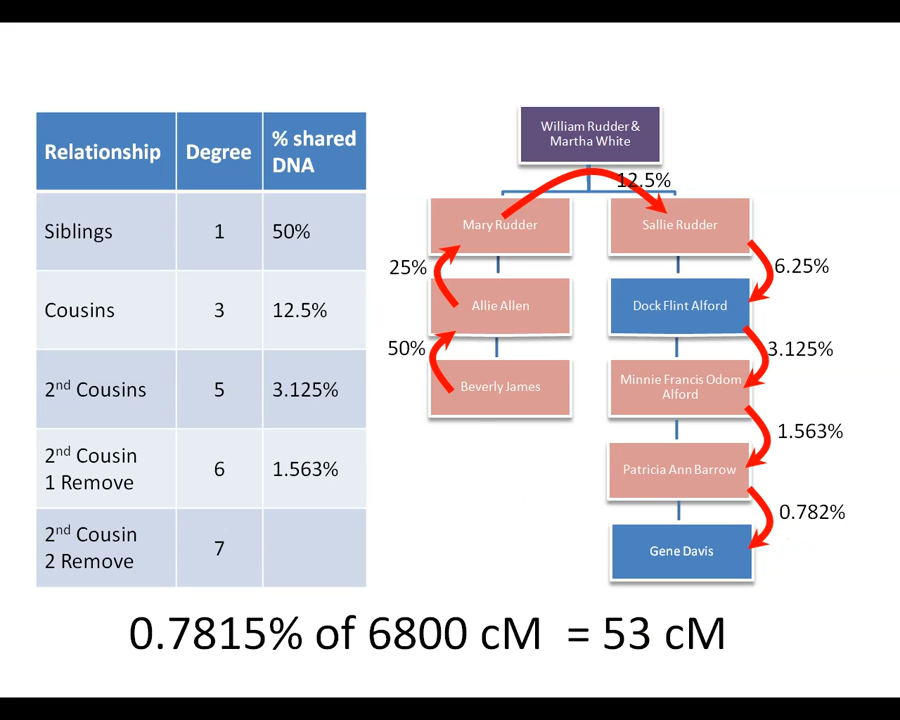 Relationship
Degree
% shared
DNA
Siblings
1
50%
Cousins
3
12.5%
2nd Cousins
5
3.125%
2nd Cousin
1 Remove
6
1.563%
2nd Cousin
2 Remove
7
William Rudder &
Martha White
12.5%
Mary Rudder
Sallie Rudder
25%
6.25%
Allie Allen
Dock Flint Alford
50%
3.125%
Beverly James
Minnie Francis Odom
Alford
1.563%
Patricia Ann Barrow
0.782%
Gene Davis
0.7815% of 6800 cM = 53 cM